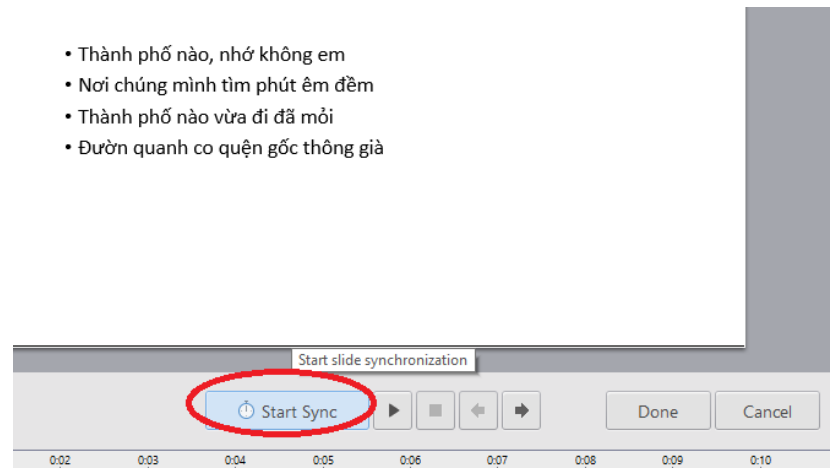 • Thành phố nào, nhớ không em
• Nơi chúng mình tìm phút êm đềm
• Thành phố nào vừa đi đã mỏi
• Đườn quanh co quện gốc thông già
Start slide synchronization
Start Sync
Done
Cancel
0:02 0:03 0:04 0:05 0:06 0:07 0:08 0:09 0:10